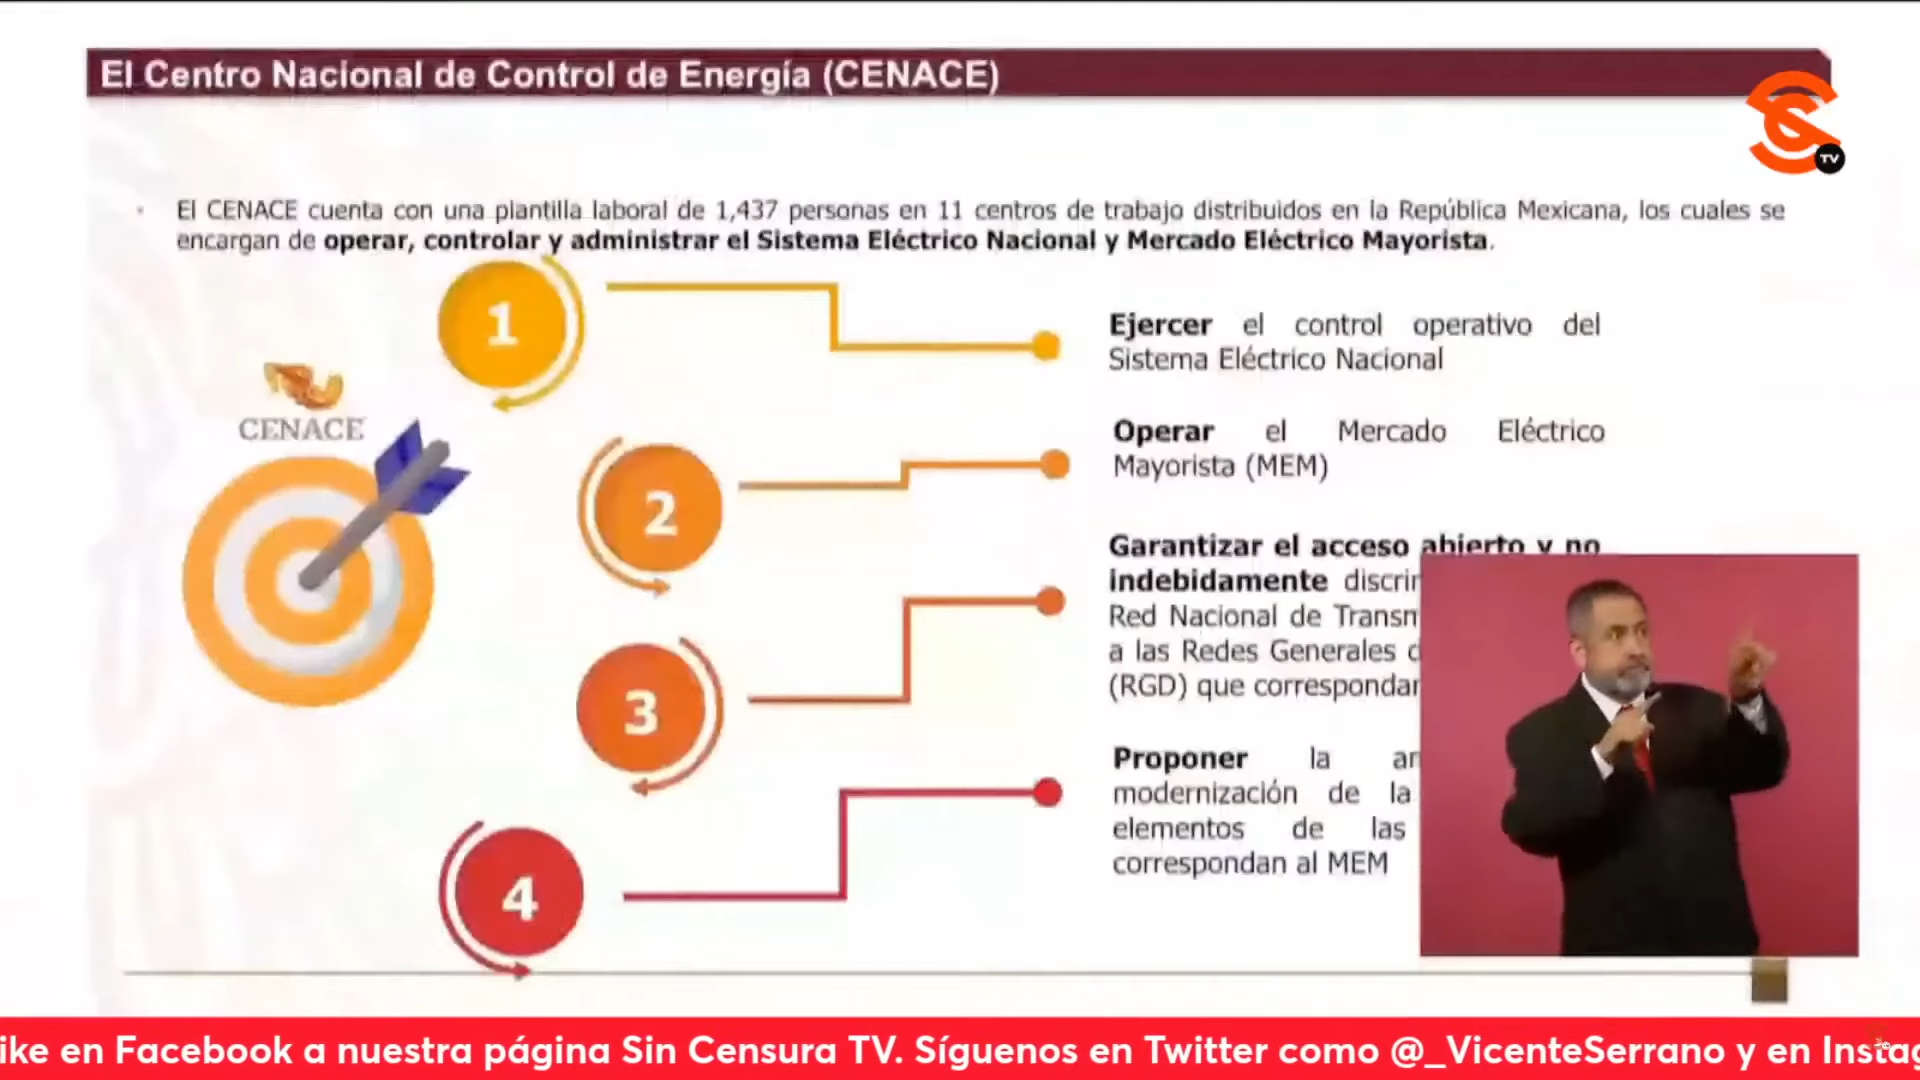 El Centro Nacional de Control de Energía (CENACE)
TV
El CENACE cuenta con una plantilla laboral de 1,437 personas en 11 centros de trabajo distribuidos en la República Mexicana, los cuales se
encargan de operar, controlar y administrar el Sistema Eléctrico Nacional y Mercado Eléctrico Mayorista.
CENACE
1
Ejercer el control operativo del
Sistema Eléctrico Nacional
2
Operar el Mercado Eléctrico
Mayorista (MEM)
3
Garantizar el acceso abierto y no
indebidamente
Red Nacional de
a las Redes Generales
(RGD) que
4
Proponer la
modernización de la
elementos de las
correspondan al MEM
en Facebook a nuestra página Sin Censura TV. Síguenos en Twitter como @_VicenteSerrano y en